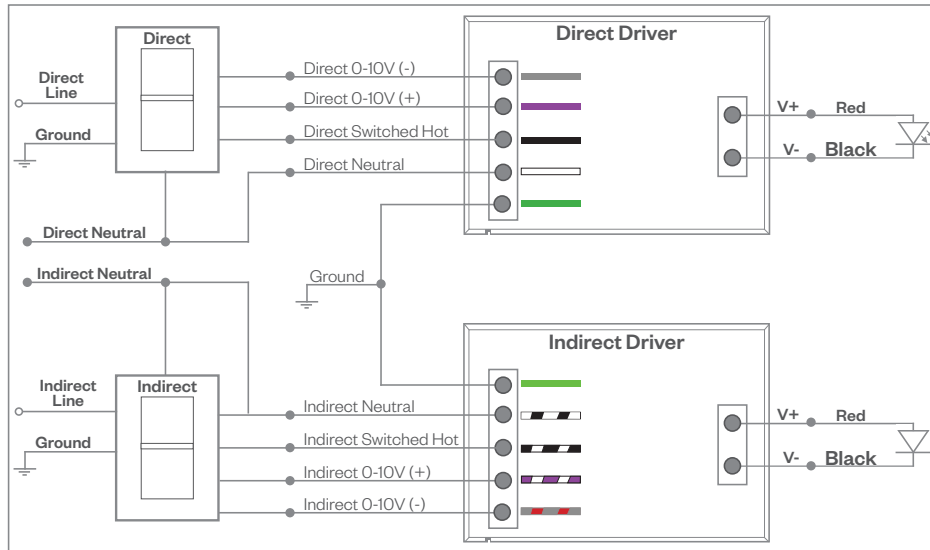 Direct
Direct Driver
Direct
Line
Ground
Direct 0-10V (-)
Direct 0-10V (+)
Direct Switched Hot
Direct Neutral
V+
Red
V-
Black
Direct Neutral
Indirect Neutral
Ground
Indirect Driver
Indirect
Indirect
Line
Ground
Indirect Neutral
Indirect Switched Hot
Indirect 0-10V (+)
Indirect 0-10V (-)
V+
Red
V-
Black